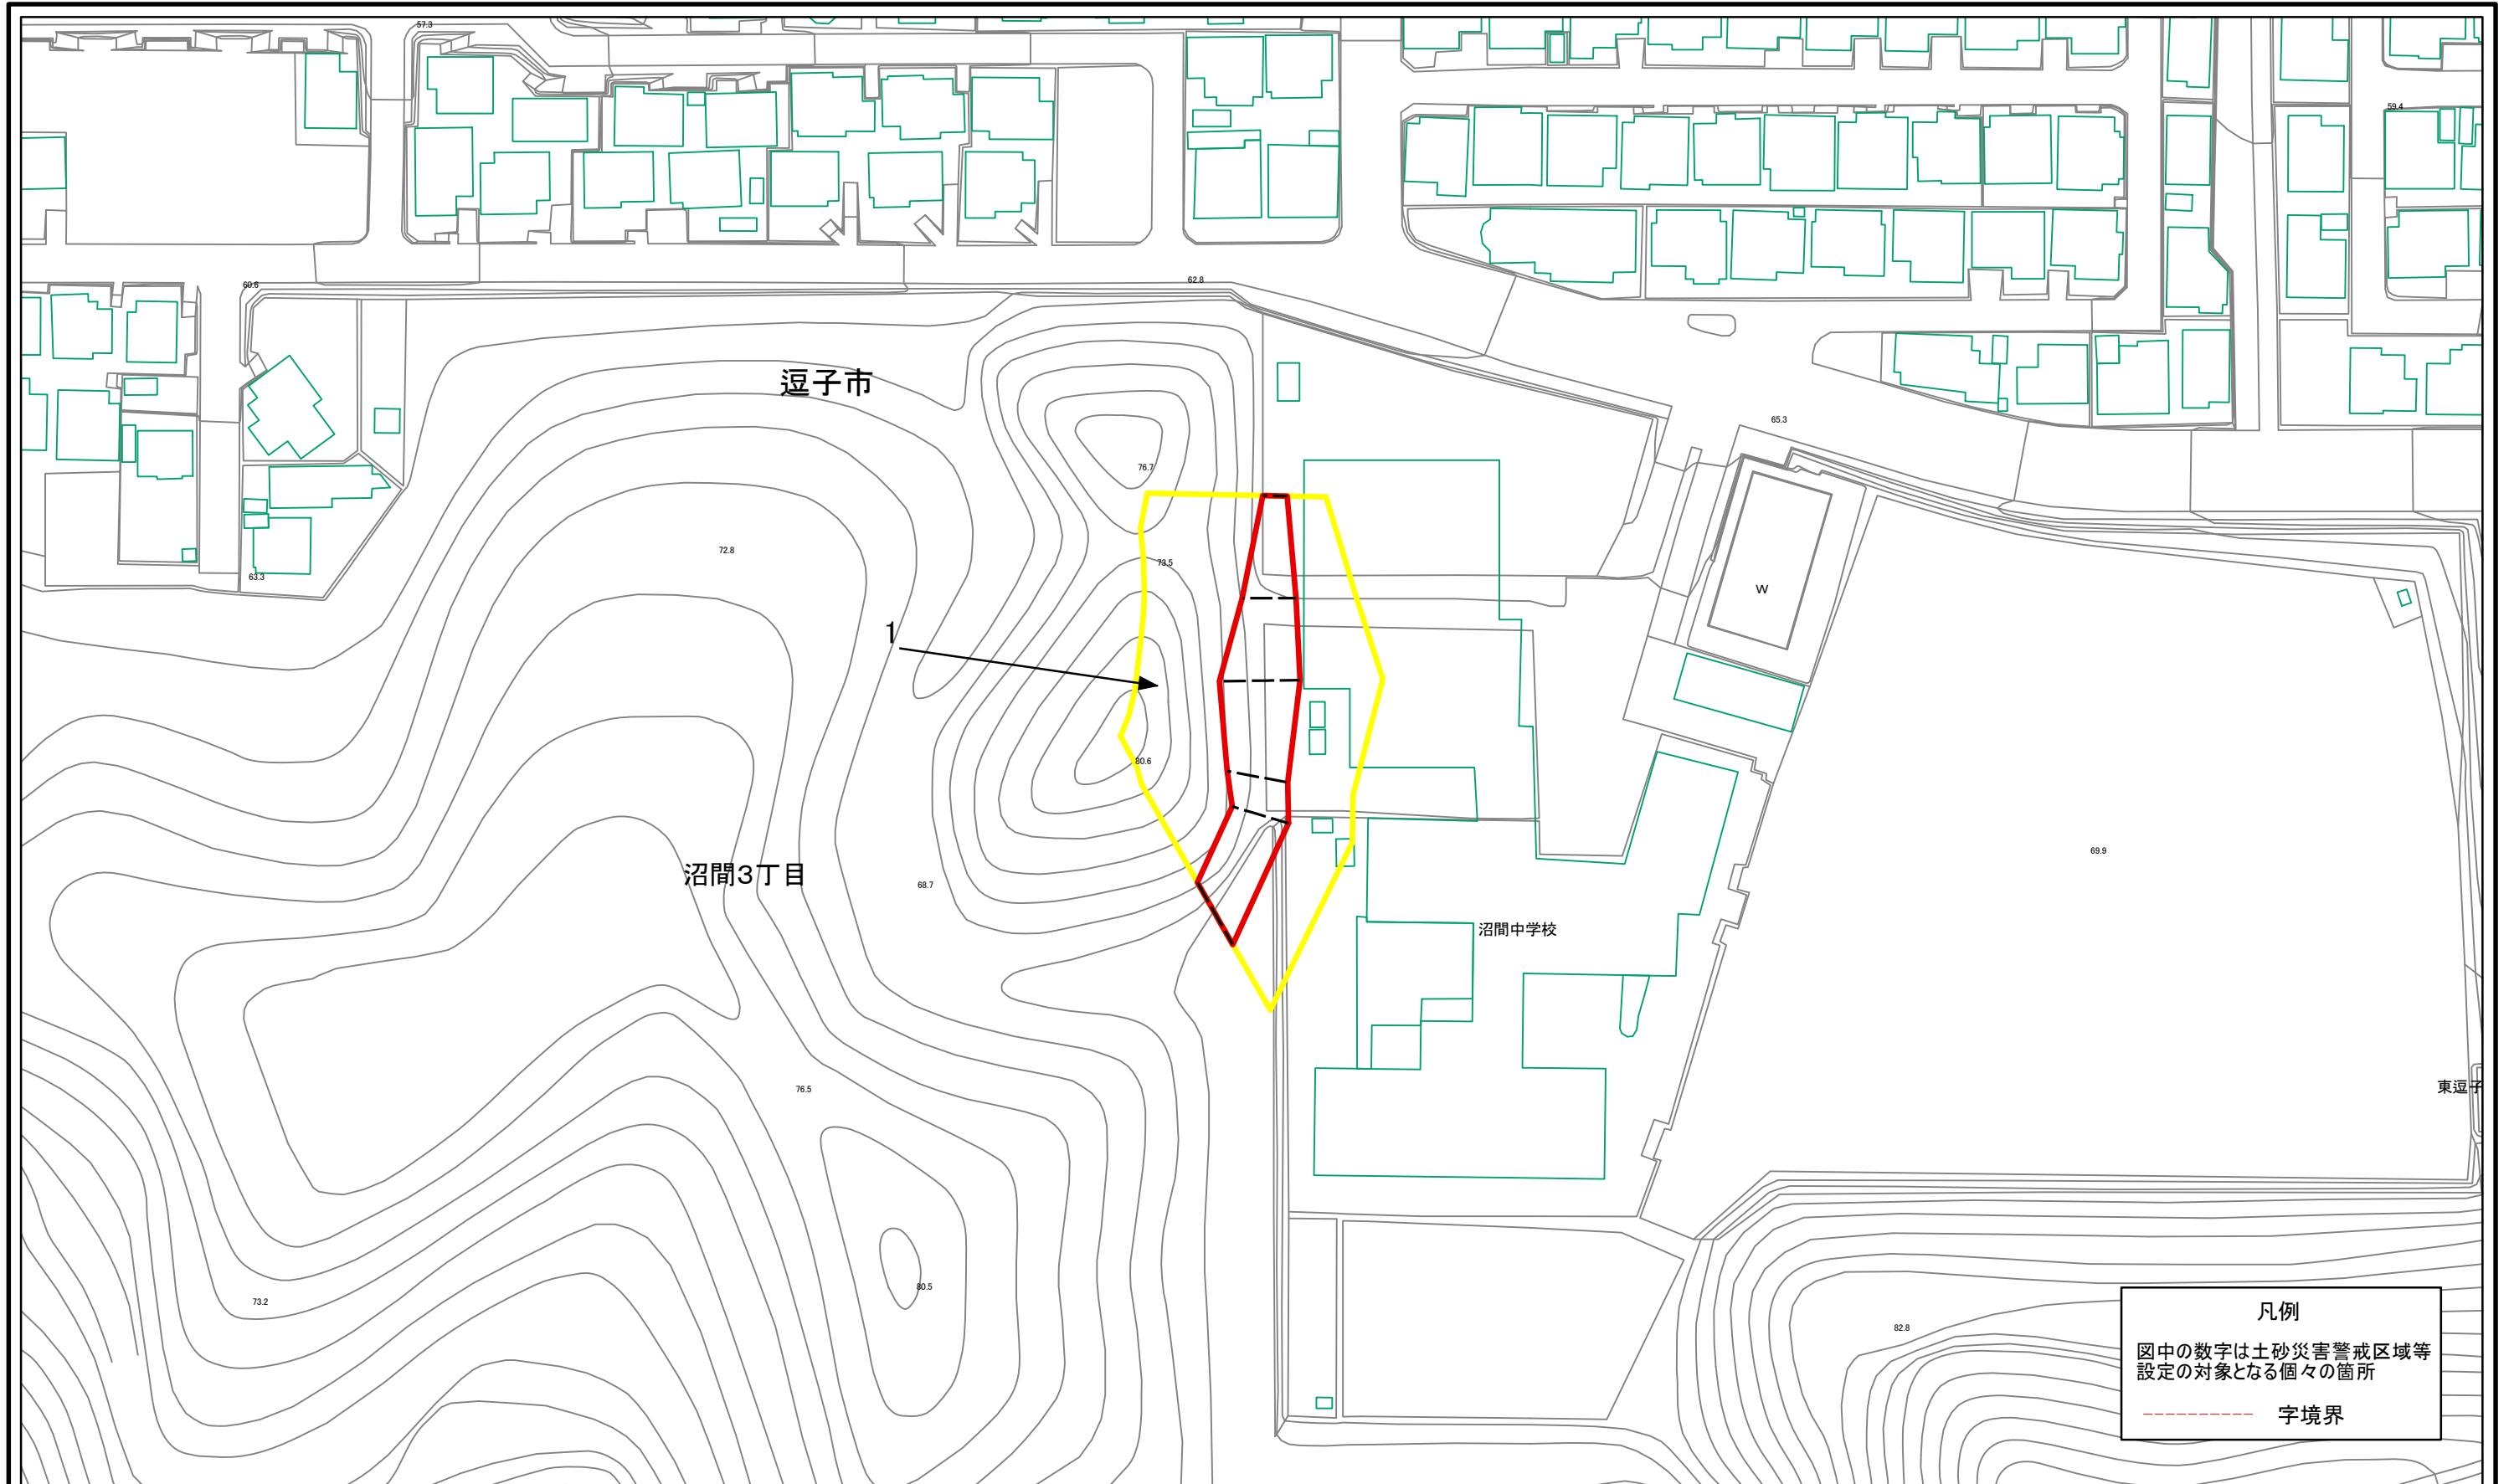 57.3
59.4
60.6
62.8
逗子市
65.3
76.7
72.8
73.5
63.3
W
1
80.6
69.9
沼間3丁目
68.7
沼間中学校
76.5
東逗子
80.5
73.2
82.8
凡例
図中の数字は土砂災害警戒区域等
設定の対象となる個々の箇所
字境界